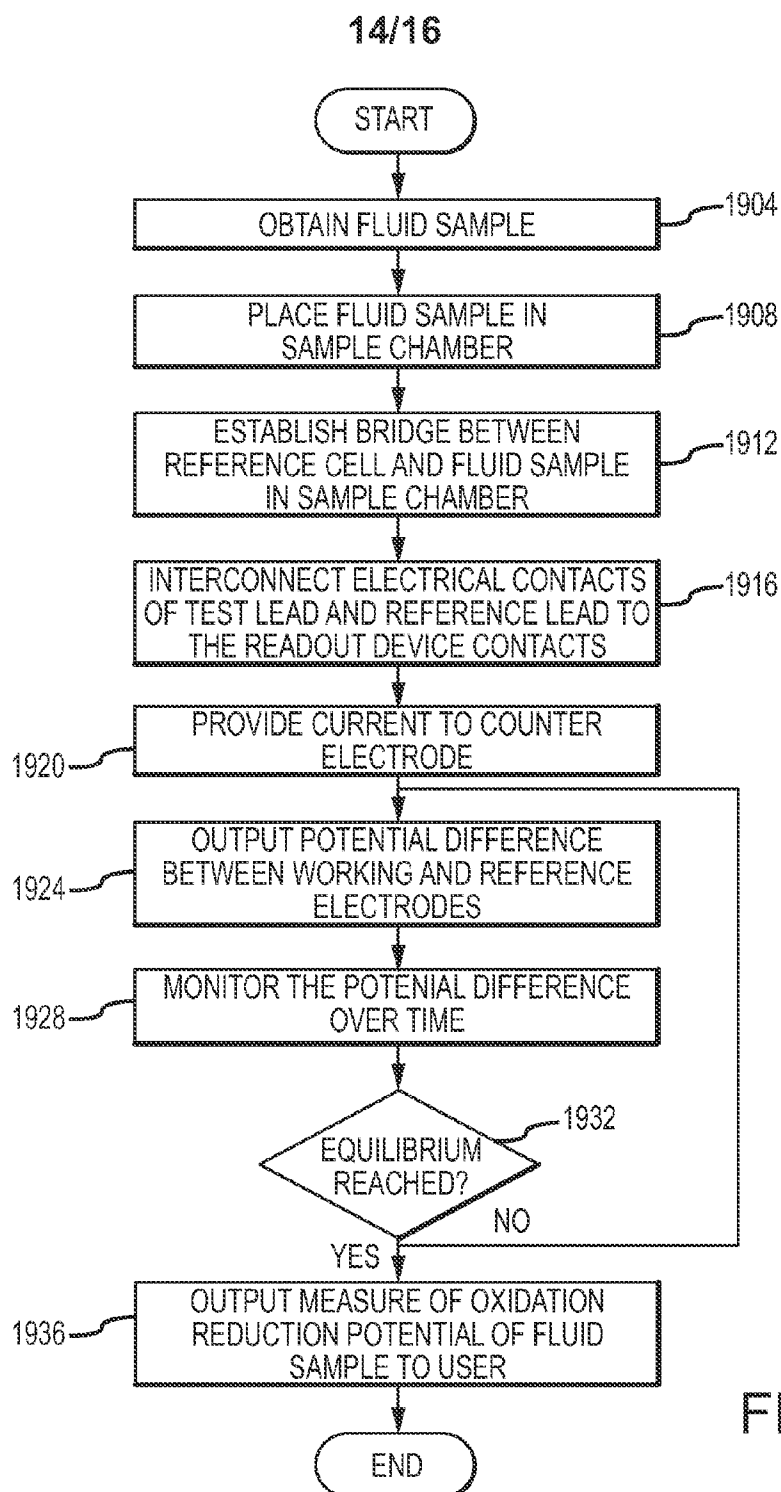 14/16
START
OBTAIN FLUID SAMPLE
1904
PLACE FLUID SAMPLE IN
SAMPLE CHAMBER
1908
ESTABLISH BRIDGE BETWEEN
REFERENCE CELL AND FLUID SAMPLE
IN SAMPLE CHAMBER
1912
INTERCONNECT ELECTRICAL CONTACTS
OF TEST LEAD AND REFERENCE LEAD TO
THE READOUT DEVICE CONTACTS
1916
PROVIDE CURRENT TO COUNTER
ELECTRODE
1920
OUTPUT POTENTIAL DIFFERENCE
BETWEEN WORKING AND REFERENCE
ELECTRODES
1924
MONITOR THE POTENIAL DIFFERENCE
OVER TIME
1928
EQUILIBRIUM
REACHED?
1932
NO
YES
OUTPUT MEASURE OF OXIDATION
REDUCTION POTENTIAL OF FLUID
SAMPLE TO USER
1936
END